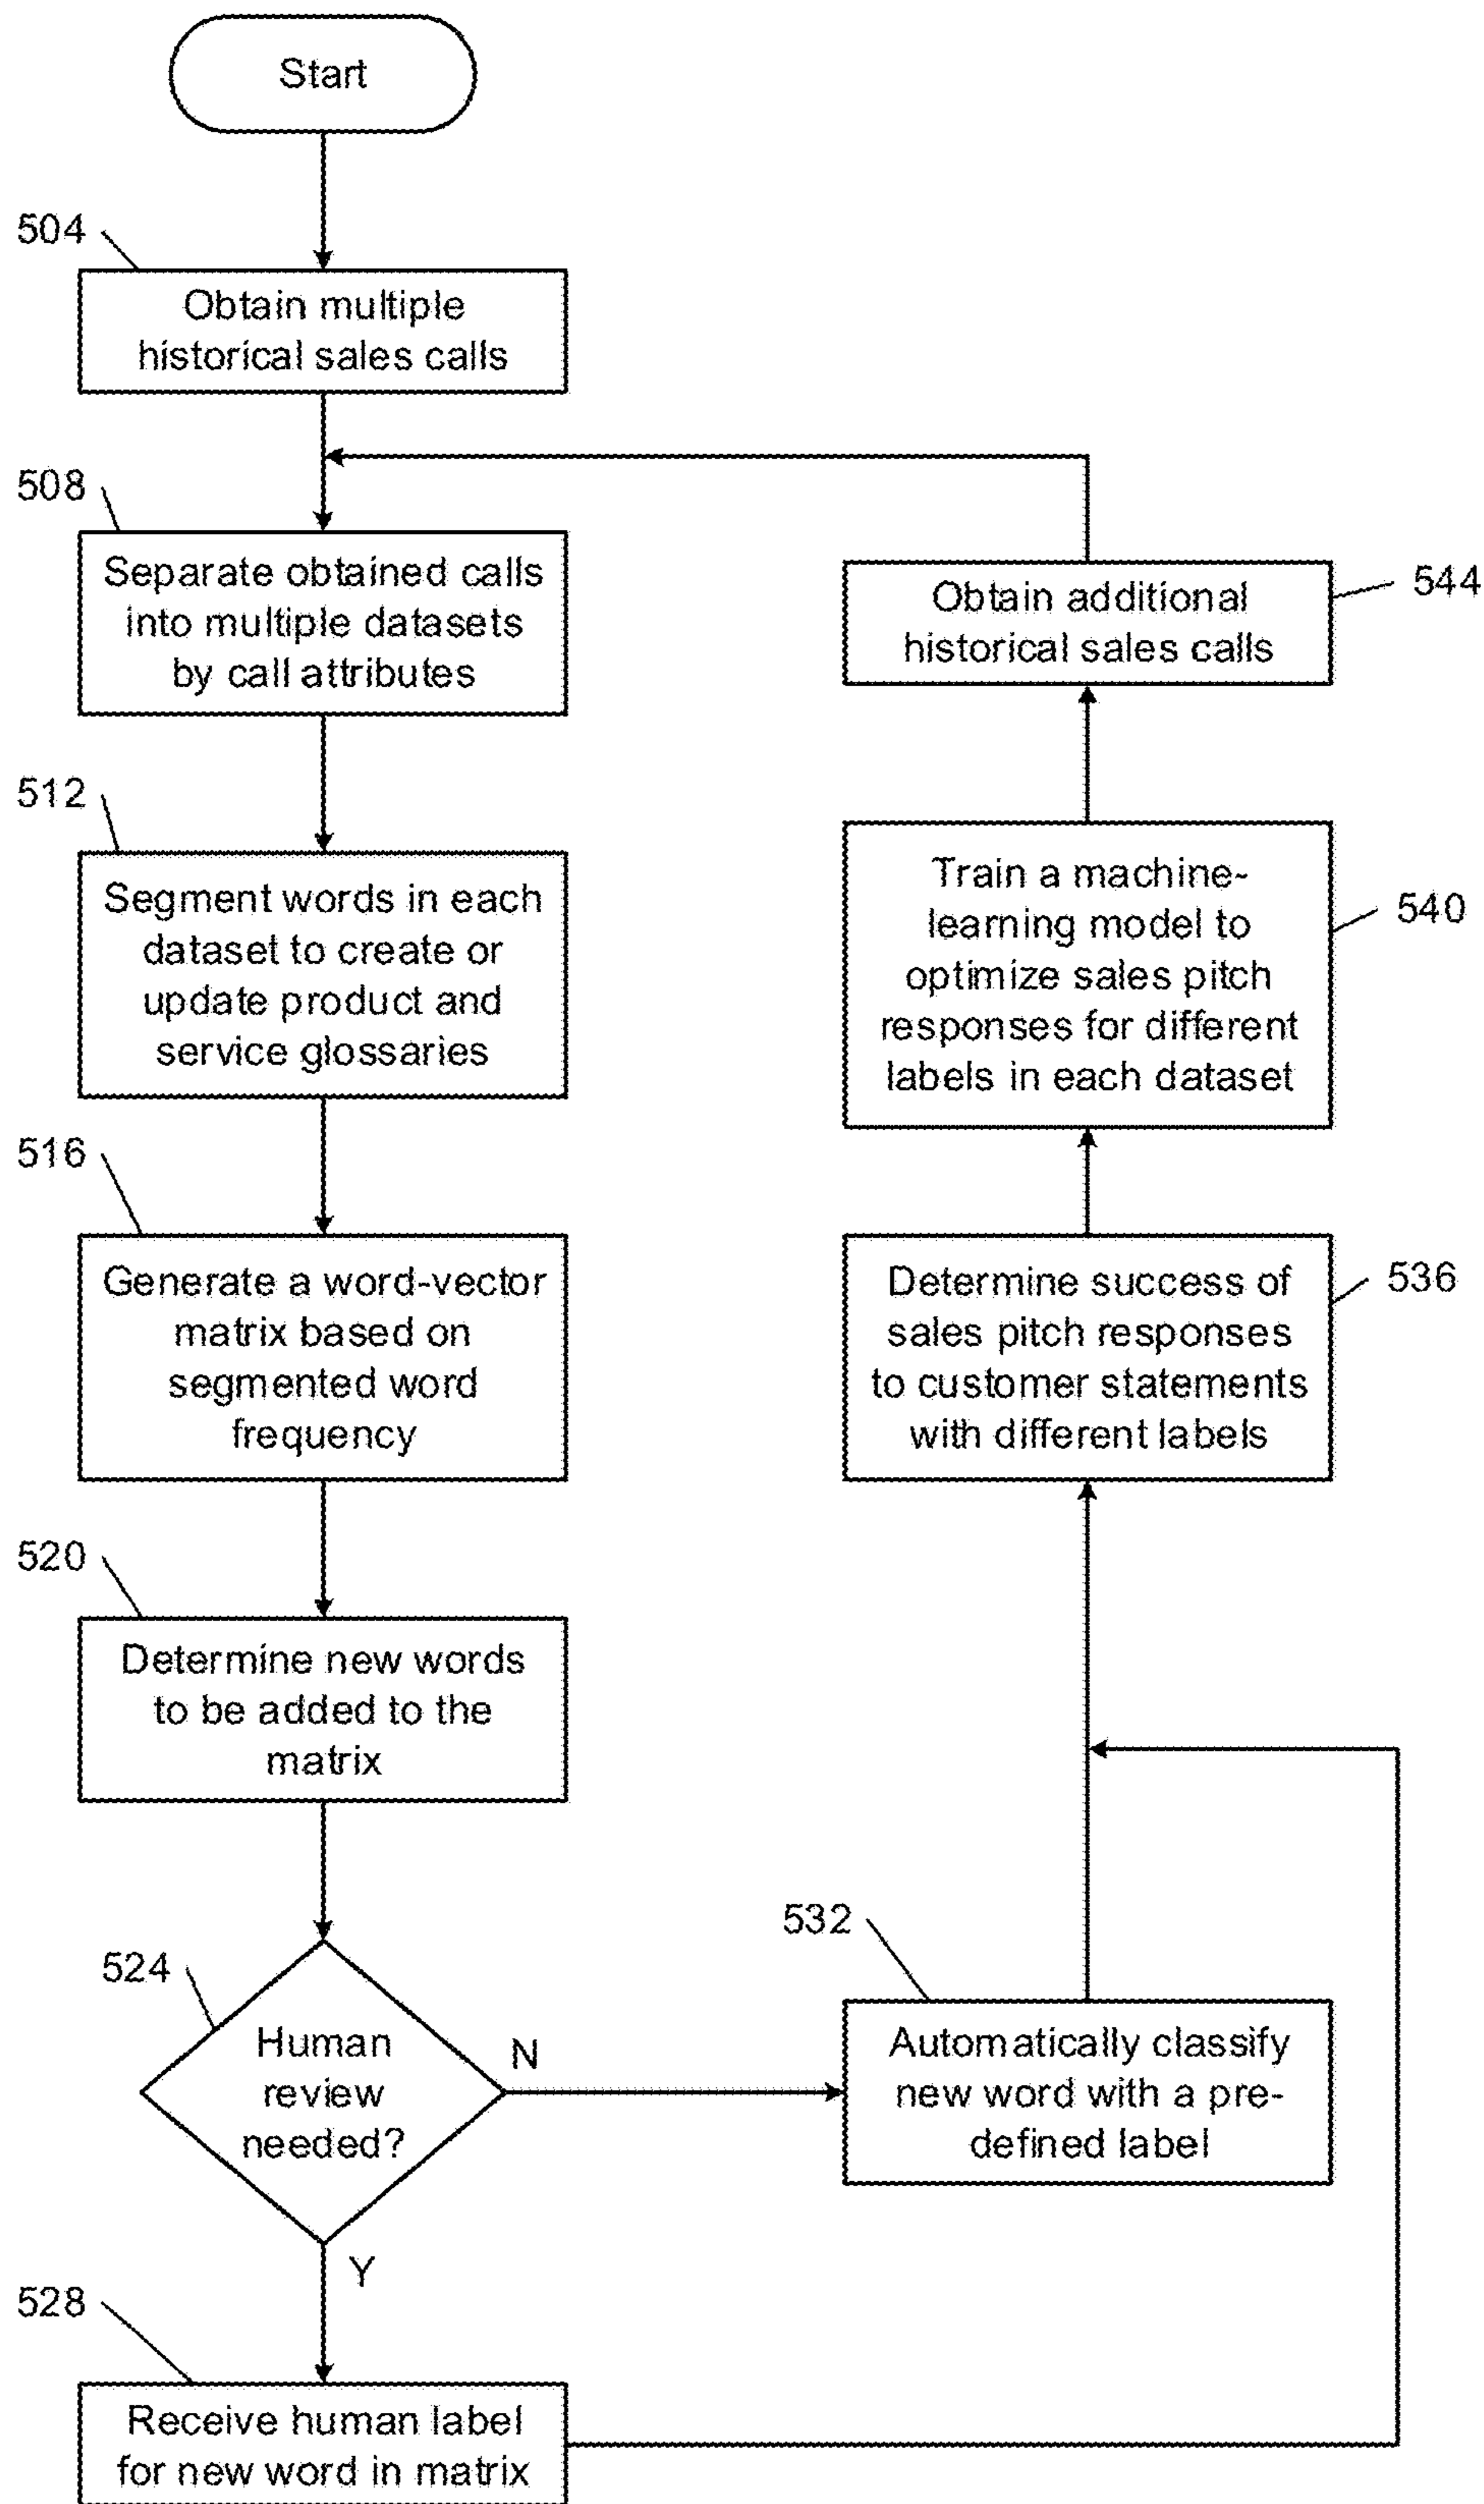 Start
504
Obtain multiple
historical sales calls
508
Separate obtained calls
into multiple datasets
by call attributes
512
Segment words in each
dataset to create or
update product and
service glossaries
516
Generate a word-vector
matrix based on
segmented word
frequency
520
Determine new words
to be added to the
matrix
524
Human
review
needed?
N
Y
528
Receive human label
for new word in matrix
532
Automatically classify
new word with a pre-
defined label
536
Determine success of
sales pitch responses
to customer statements
with different labels
540
Train a machine-
learning model to
optimize sales pitch
responses for different
labels in each dataset
544
Obtain additional
historical sales calls